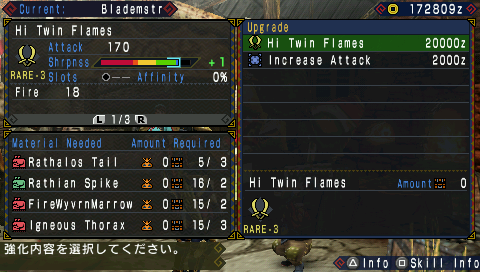 Current: Blademstr
172809z
Hi Twin Flames
Attack 170
Shrpnss +1
RARE-3
Slots ●―― Affinity 0%
Fire 18
L 1/3 R
Upgrade
Hi Twin Flames 20000z
Increase Attack 2000z
Material Needed Amount Required
Rathalos Tail 0 5/ 3
Rathian Spike 0 16/ 2
FireWyvrnMarrow 0 15/ 2
Igneous Thorax 0 15/ 3
Hi Twin Flames Amount 0
RARE-3
強化内容を選択してください。
△ Info □ Skill Info